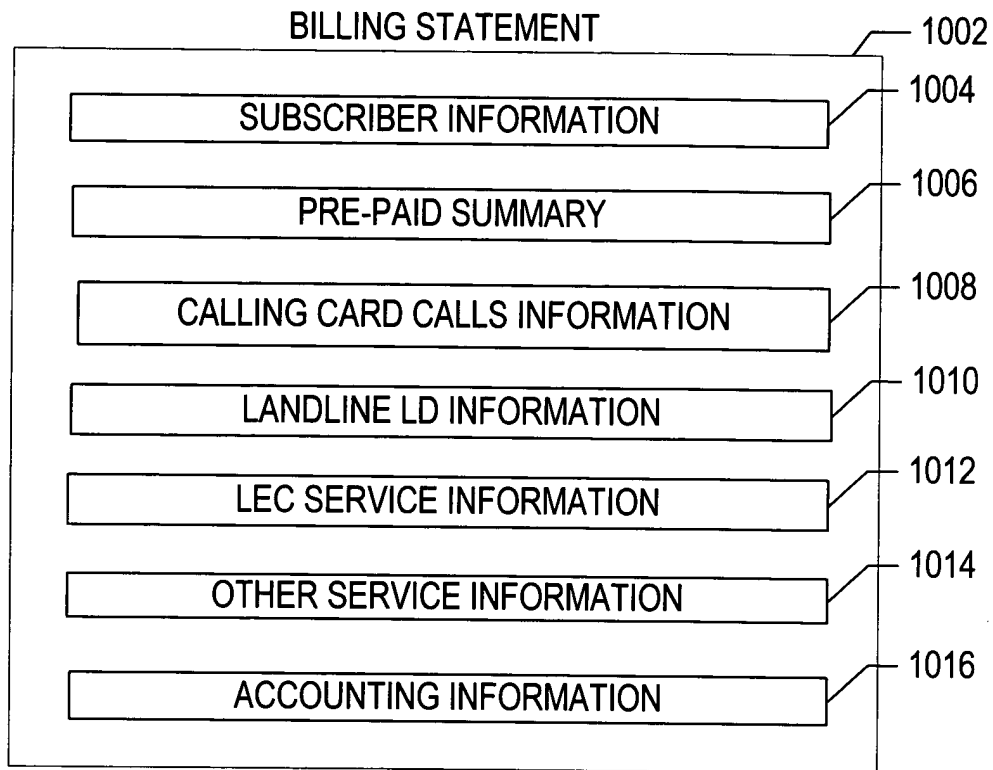 BILLING STATEMENT
1002
SUBSCRIBER INFORMATION
1004
PRE-PAID SUMMARY
1006
CALLING CARD CALLS INFORMATION
1008
LANDLINE LD INFORMATION
1010
LEC SERVICE INFORMATION
1012
OTHER SERVICE INFORMATION
1014
ACCOUNTING INFORMATION
1016